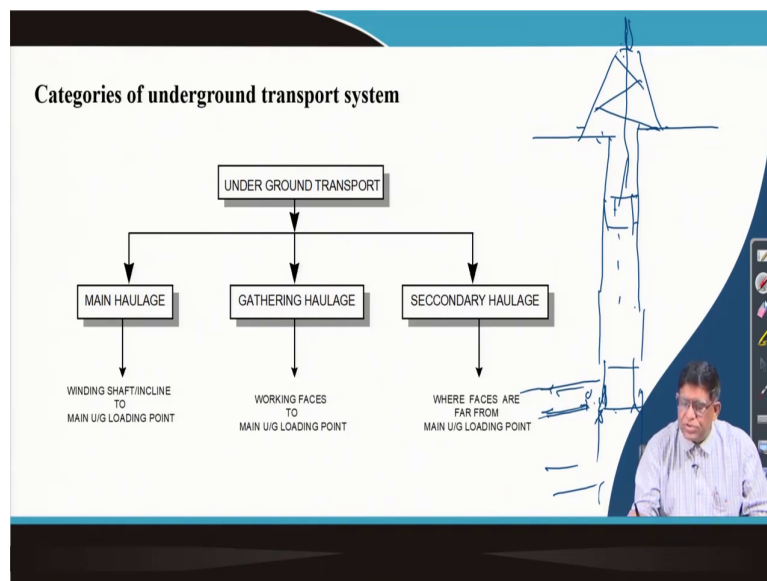 Categories of underground transport system
UNDER GROUND TRANSPORT
MAIN HAULAGE
GATHERING HAULAGE
SECCONDARY HAULAGE
WINDING SHAFT/INCLINE
TO
MAIN U/G LOADING POINT
WORKING FACES
TO
MAIN U/G LOADING POINT
WHERE FACES ARE
FAR FROM
MAIN U/G LOADING POINT